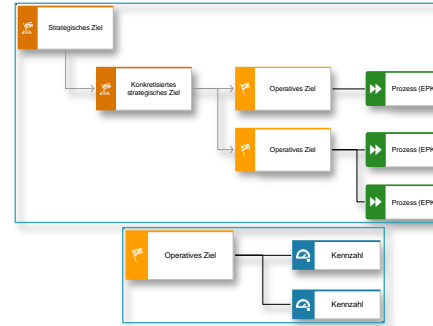 Strategisches Ziel
Konkretisiertes
strategisches Ziel
Operatives Ziel
Prozess (EPK
Operatives Ziel
Prozess (EPK
Prozess (EPK
Operatives Ziel
Kennzahl
Kennzahl